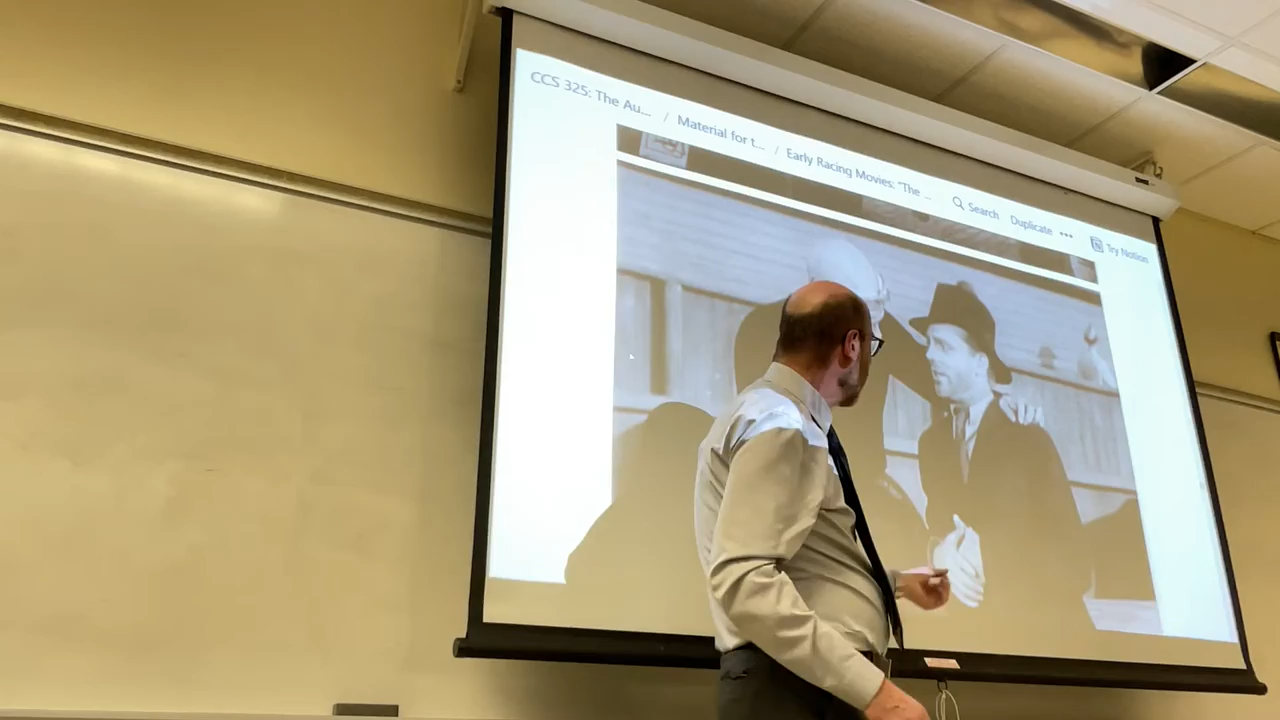 CCS 325: The Au... / Material for t... / Early Racing Movies: "The ... Search Duplicate ••• Try Notion